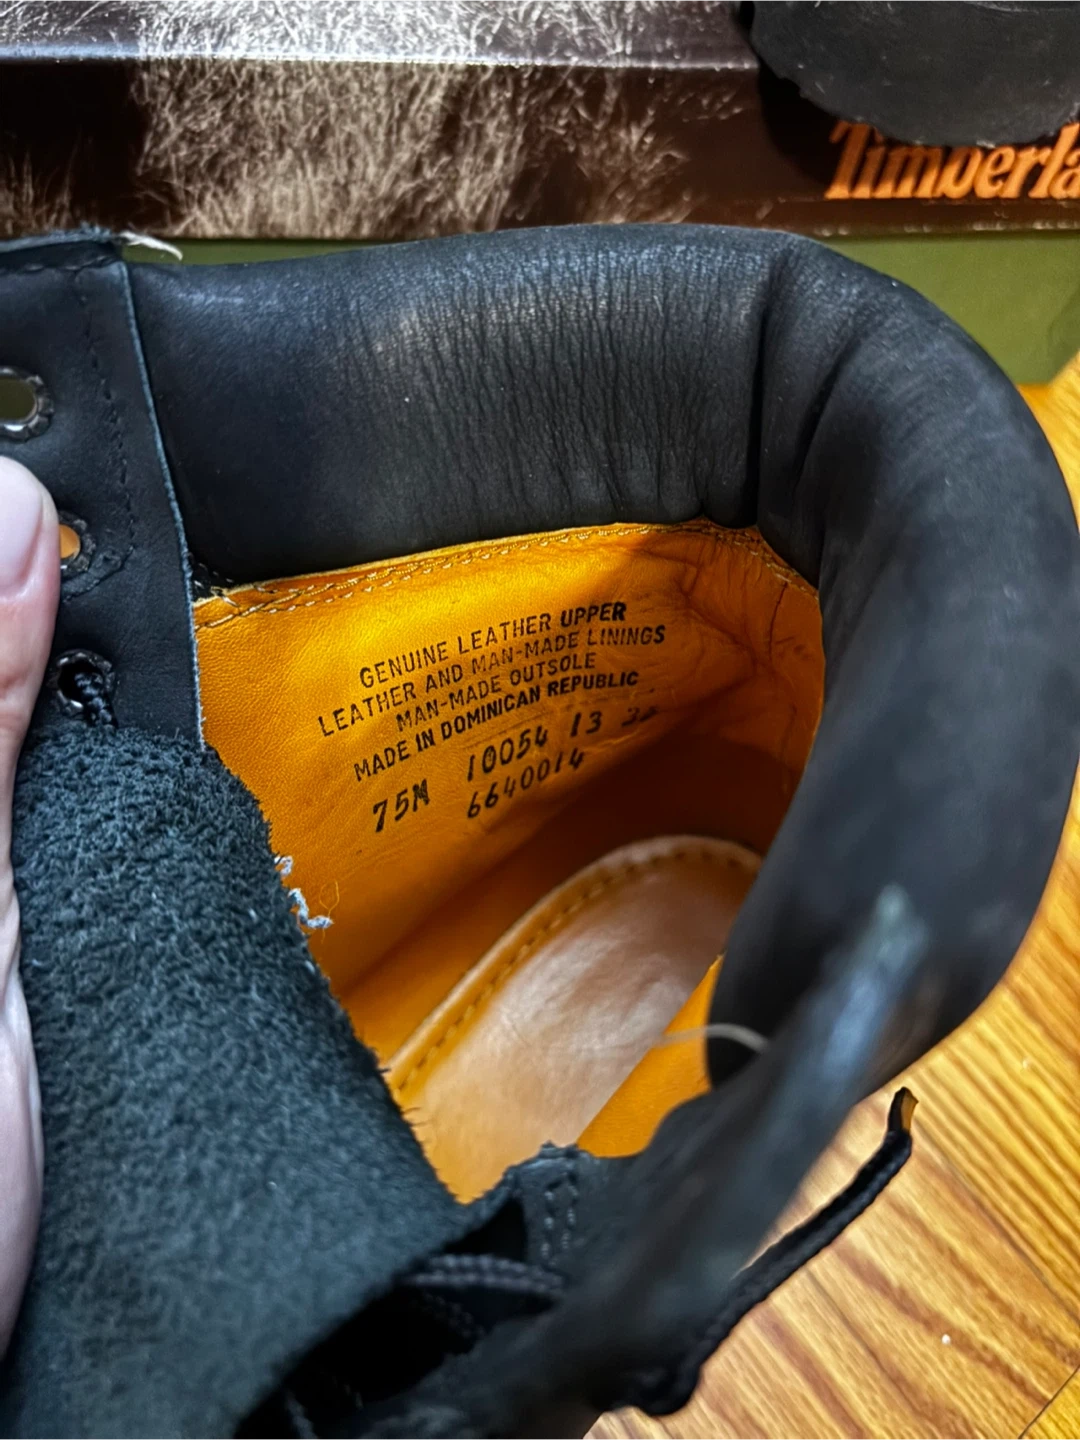 Timberla
GENUINE LEATHER UPPER
LEATHER AND MAN-MADE LININGS
MAN-MADE OUTSOLE
MADE IN DOMINICAN REPUBLIC
75M 10054 13
6640014